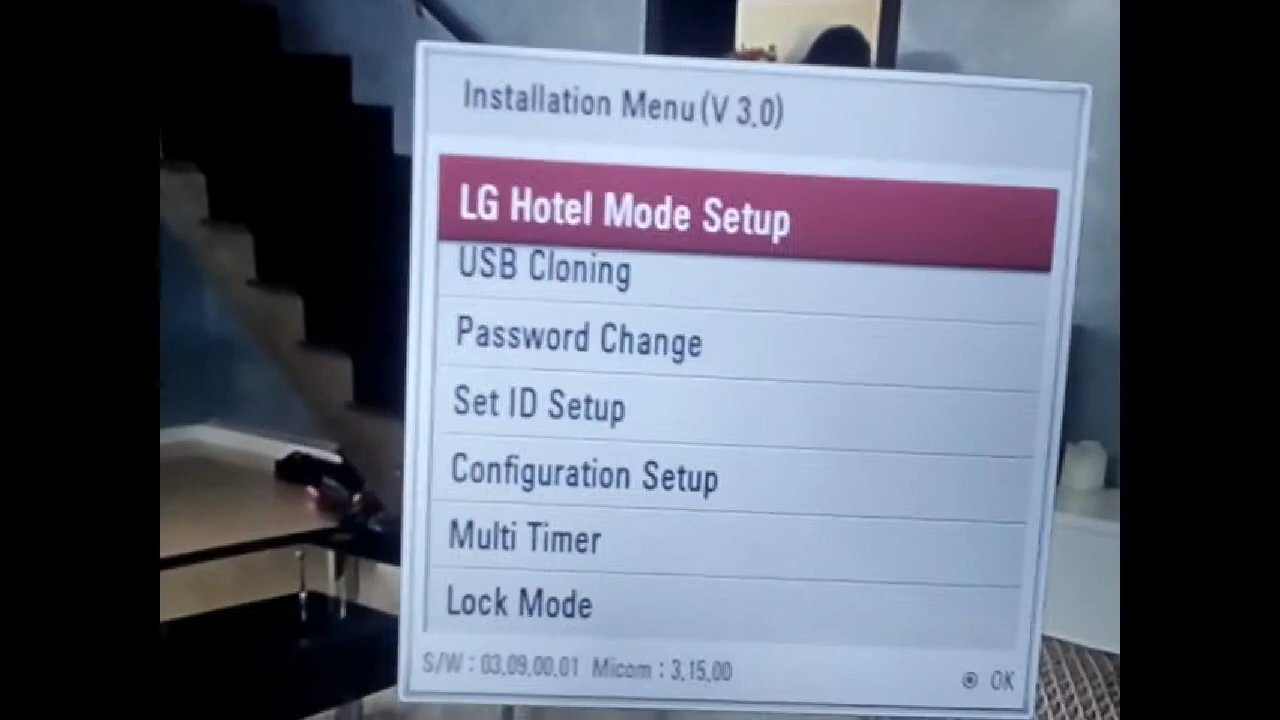 Installation Menu(V 3.0)
LG Hotel Mode Setup
USB Cloning
Password Change
Set ID Setup
Configuration Setup
Multi Timer
Lock Mode
S/W : 03.09.00.01 Micom : 3.15.00
OK